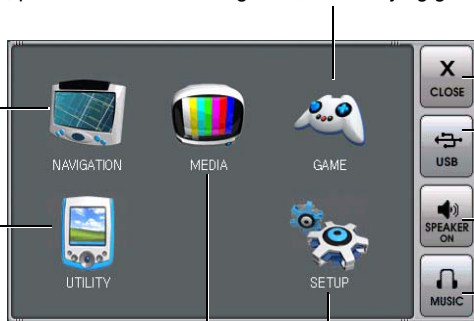 X
CLOSE
NAVIGATION
MEDIA
GAME
USB
UTILITY
SETUP
SPEAKER
ON
MUSIC